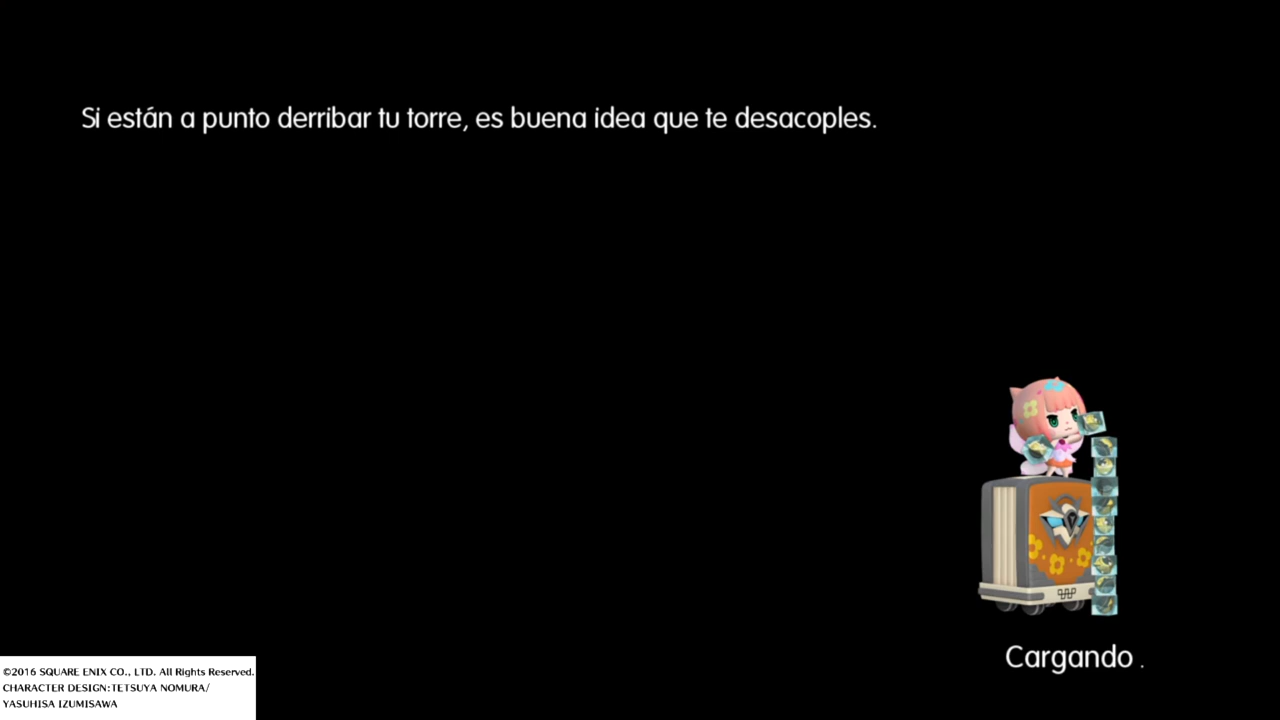 Si están a punto derribar tu torre, es buena idea que te desacoples.
Cargando .
©2016 SQUARE ENIX CO., LTD. All Rights Reserved.
CHARACTER DESIGN:TETSUYA NOMURA/
YASUHISA IZUMISAWA